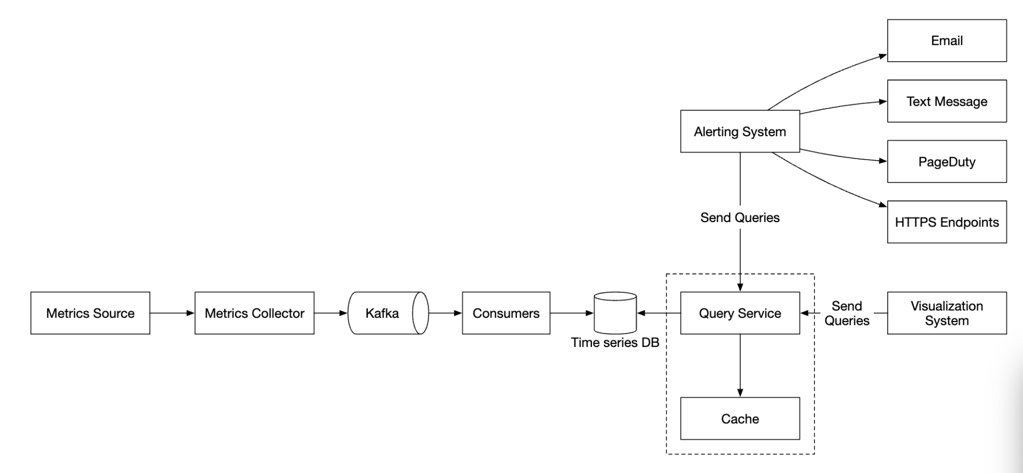 Email
Text Message
Alerting System
PageDuty
HTTPS Endpoints
Send Queries
Metrics Source
Metrics Collector
Kafka
Consumers
Time series DB
Query Service
Send
Queries
Visualization
System
Cache